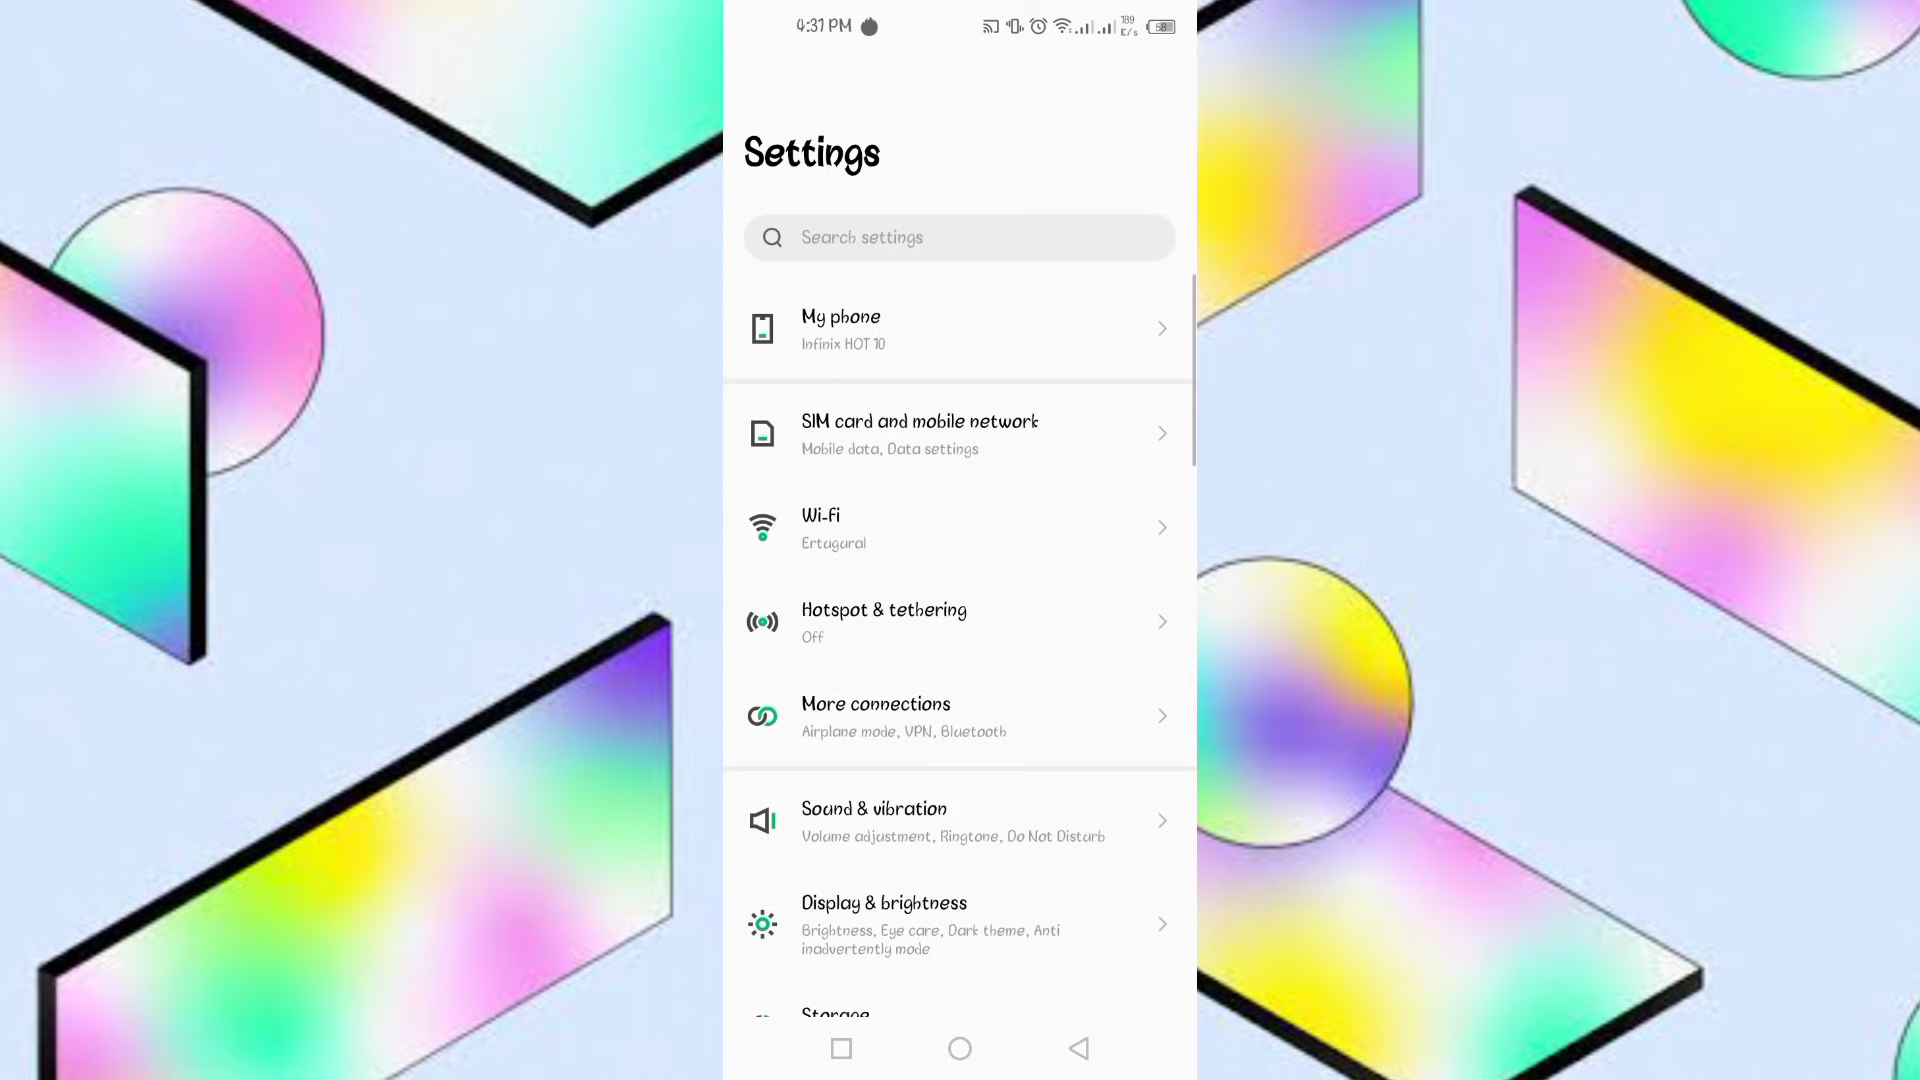 4:31 PM
189
K/s
58
Settings
Search settings
My phone
Infinix HOT 10
SIM card and mobile network
Mobile data, Data settings
Wi-Fi
Ertugural
Hotspot & tethering
Off
More connections
Airplane mode, VPN, Bluetooth
Sound & vibration
Volume adjustment, Ringtone, Do Not Disturb
Display & brightness
Brightness, Eye care, Dark theme, Anti
inadvertently mode
Storage